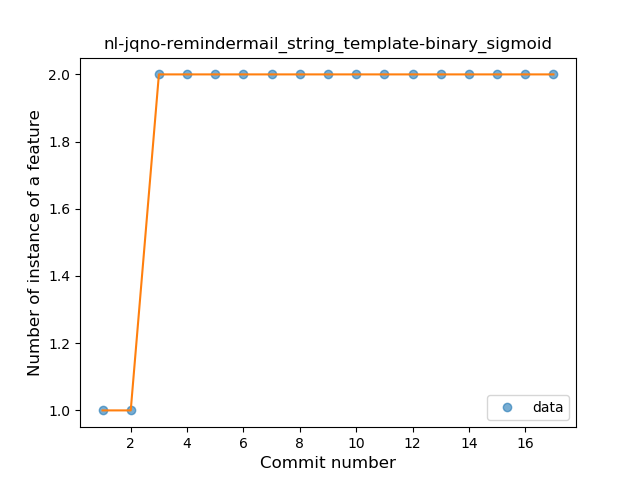 nl-jqno-remindermail_string_template-binary_sigmoid
Number of instance of a feature
2.0
1.8
1.6
1.4
1.2
1.0
2 4 6 8 10 12 14 16
Commit number
data